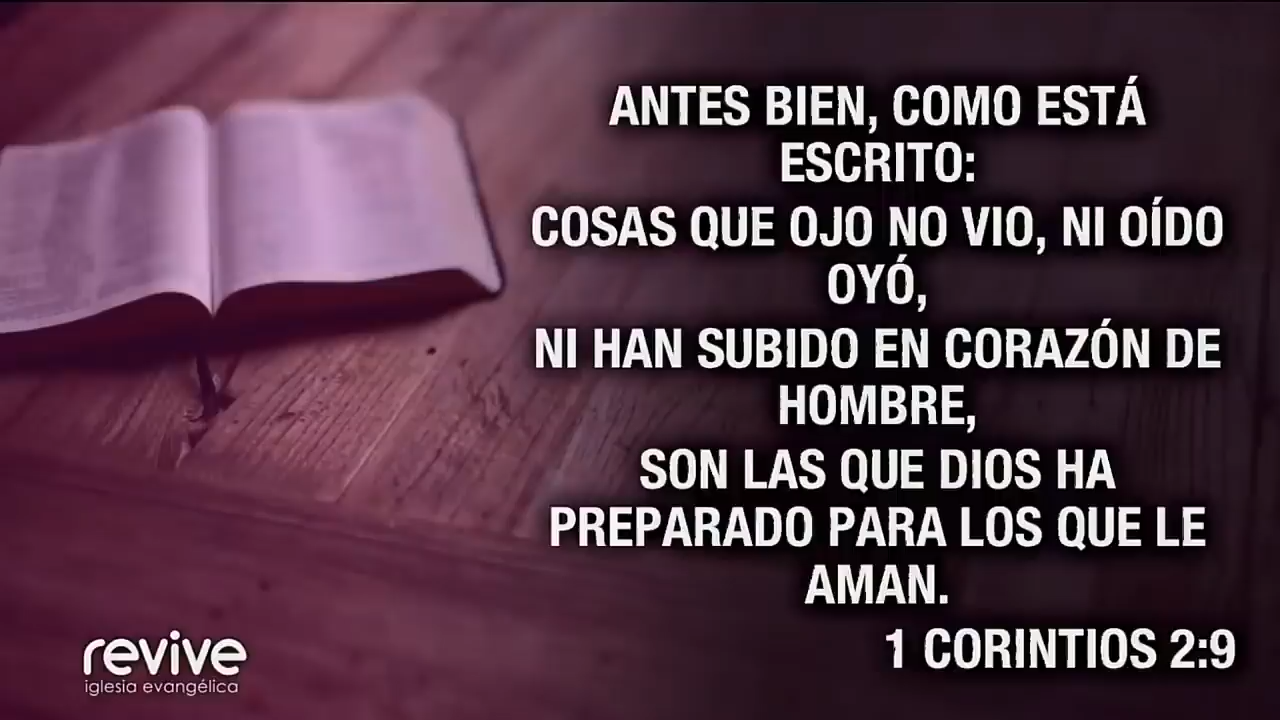 ANTES BIEN, COMO ESTÁ
ESCRITO:
COSAS QUE OJO NO VIO, NI OÍDO
OYÓ,
NI HAN SUBIDO EN CORAZÓN DE
HOMBRE,
SON LAS QUE DIOS HA
PREPARADO PARA LOS QUE LE
AMAN.
1 CORINTIOS 2:9
revive
iglesia evangélica